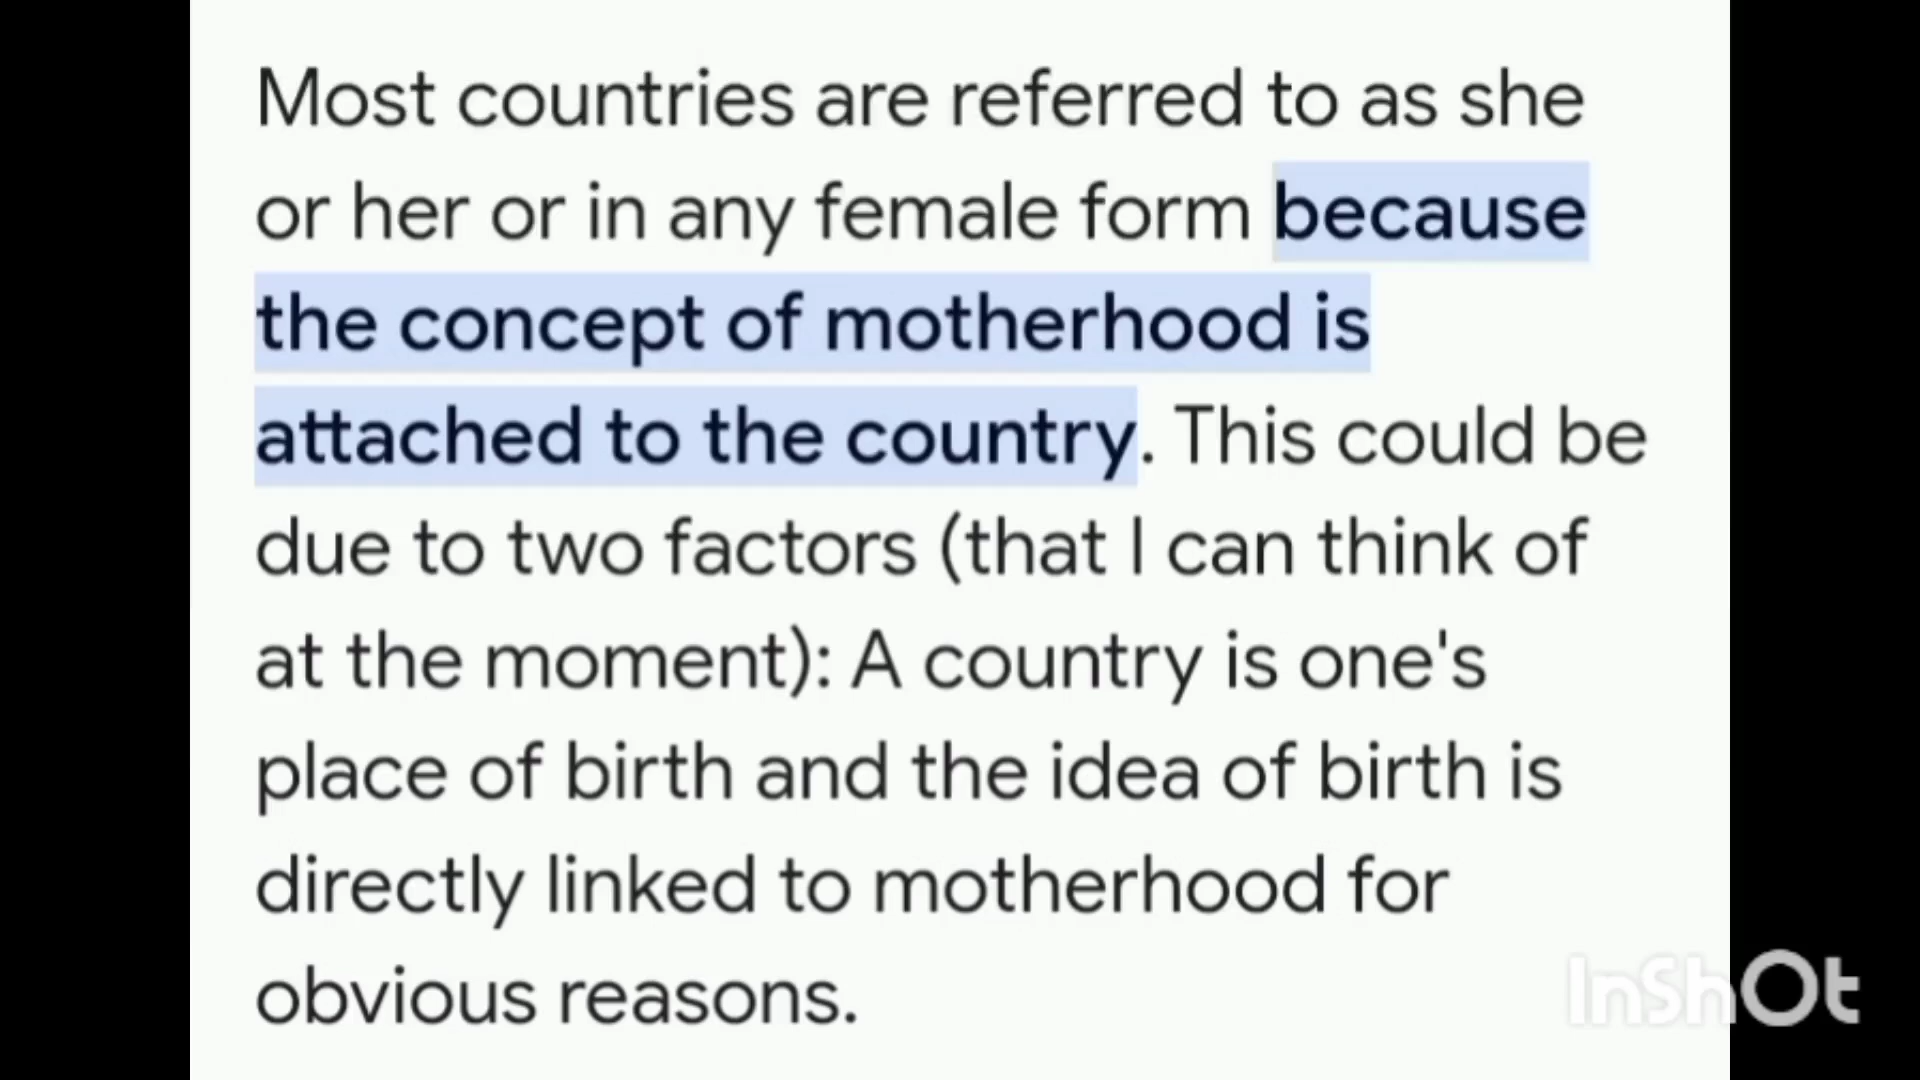 Most countries are referred to as she
or her or in any female form because
the concept of motherhood is
attached to the country. This could be
due to two factors (that I can think of
at the moment): A country is one's
place of birth and the idea of birth is
directly linked to motherhood for
obvious reasons.
InShOt